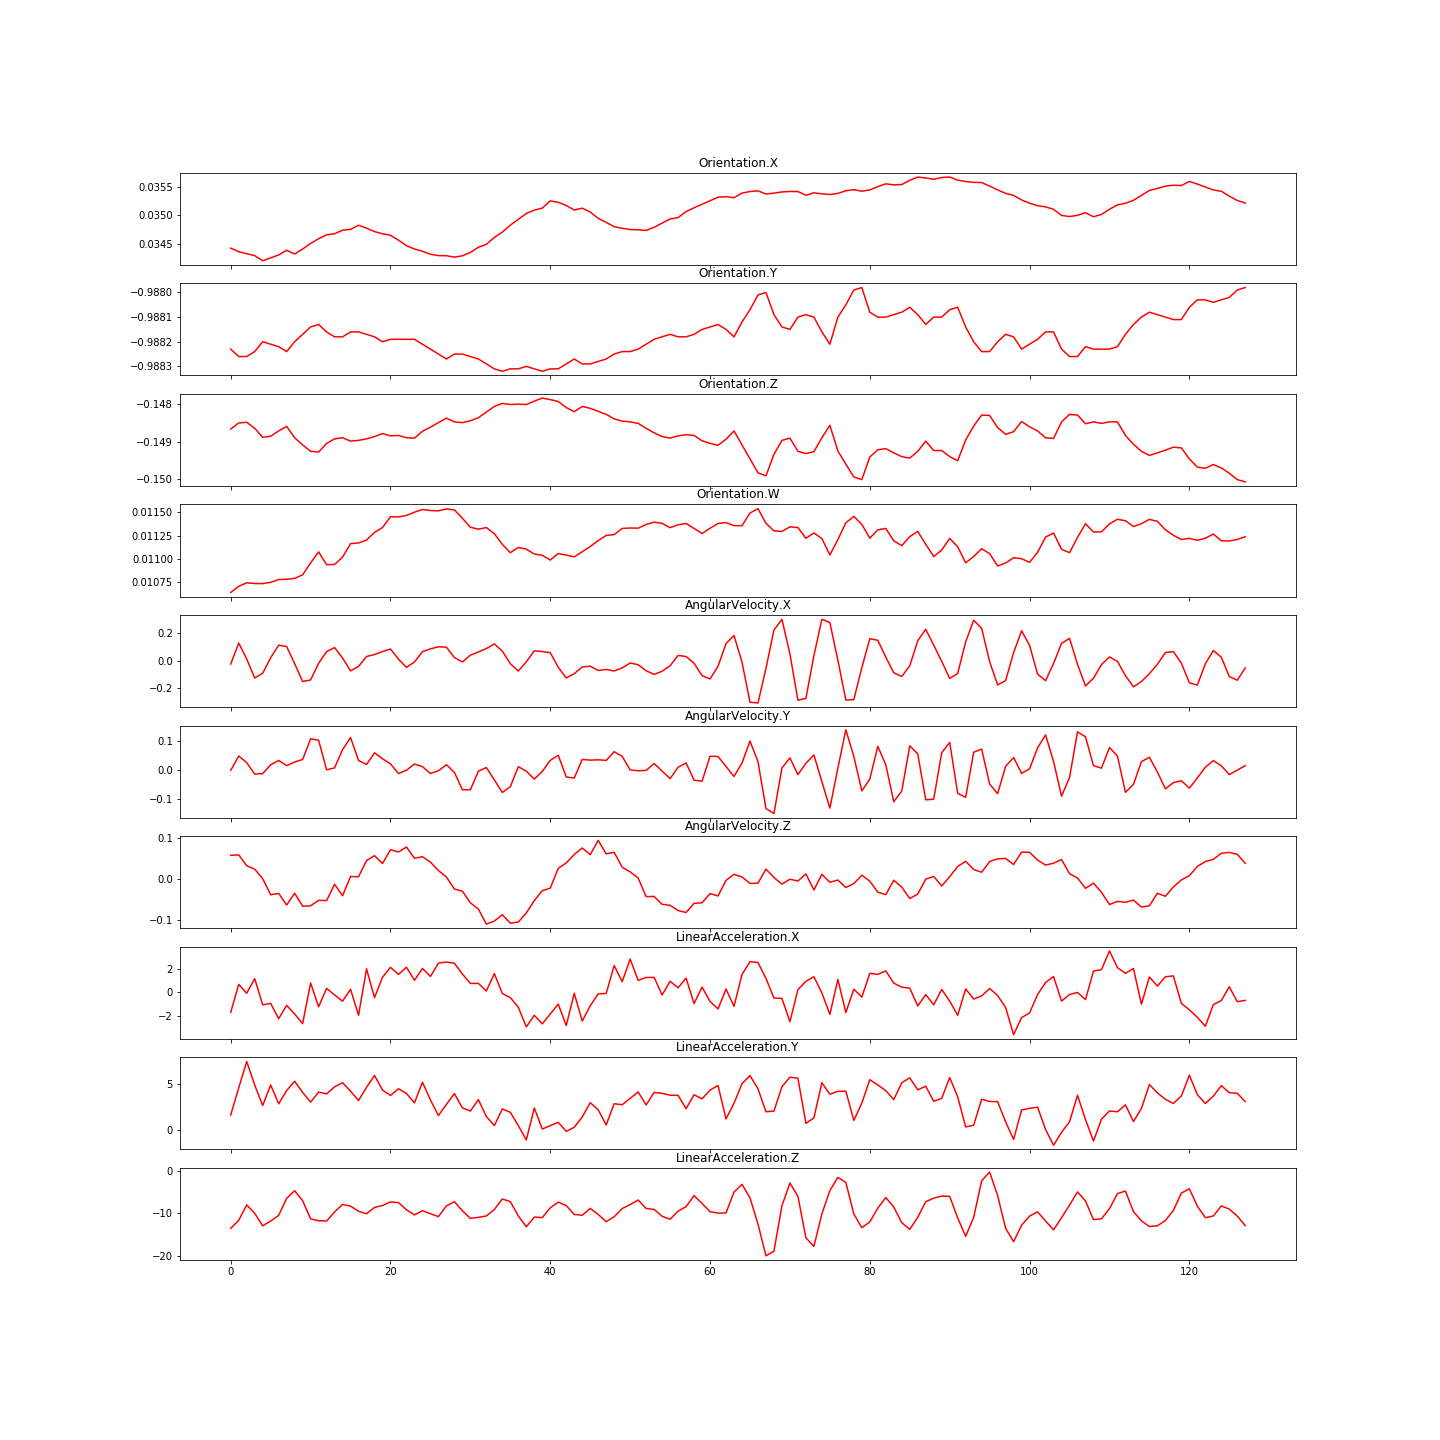 Orientation.X
0.0355
0.0350
0.0345
Orientation.Y
−0.9880
−0.9881
−0.9882
−0.9883
Orientation.Z
−0.148
−0.149
−0.150
Orientation.W
0.01150
0.01125
0.01100
0.01075
AngularVelocity.X
0.2
0.0
−0.2
AngularVelocity.Y
0.1
0.0
−0.1
AngularVelocity.Z
0.1
0.0
−0.1
LinearAcceleration.X
2
0
−2
LinearAcceleration.Y
5
0
LinearAcceleration.Z
0
−10
−20
0 20 40 60 80 100 120